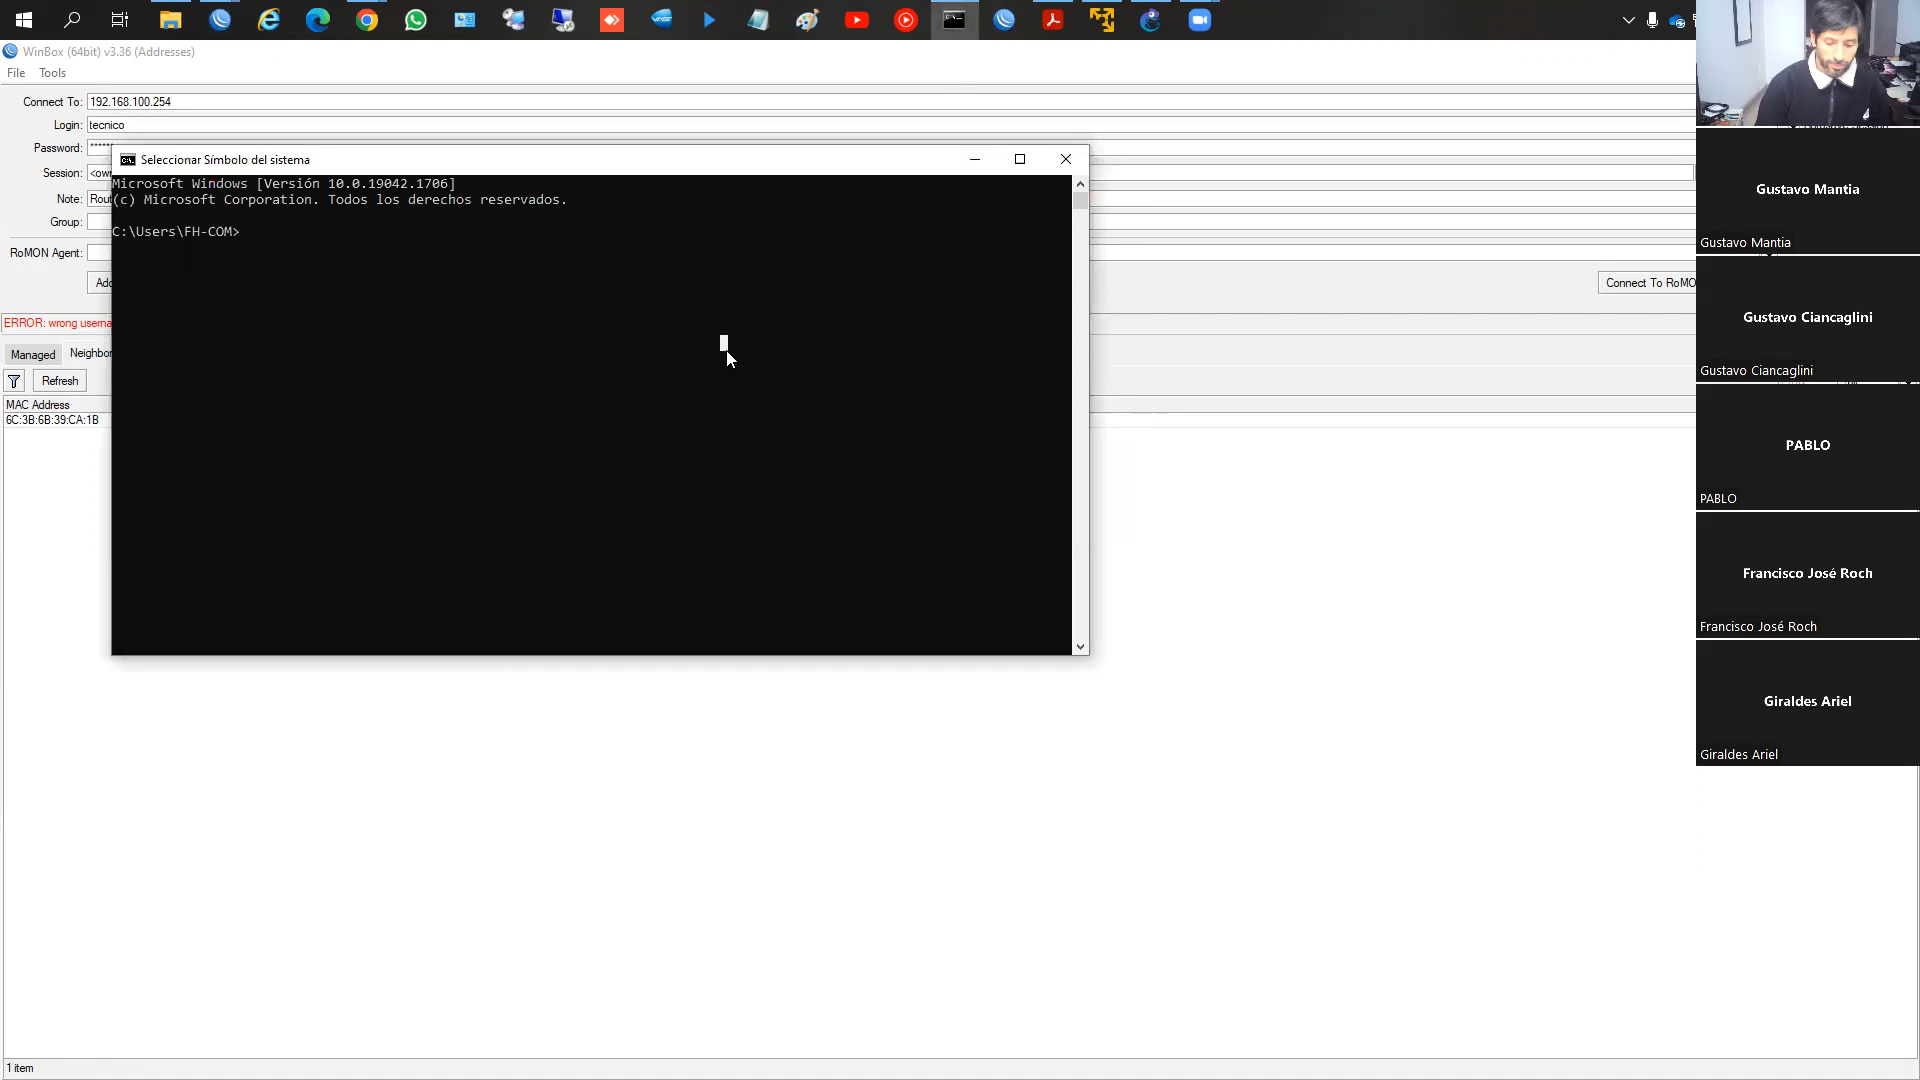 WinBox (64bit) v3.36 (Addresses)
File Tools
Connect To: 192.168.100.254
Login: tecnico
Password: ******
Session: <own
Note: Rout
Group:
RoMON Agent:
Add
Connect To RoMO
ERROR: wrong userna
Managed Neighbor
Refresh
MAC Address
6C:3B:6B:39:CA:1B
1 item
Seleccionar Símbolo del sistema
Microsoft Windows [Versión 10.0.19042.1706]
(c) Microsoft Corporation. Todos los derechos reservados.
C:\Users\FH-COM>
Gustavo Mantia
Gustavo Mantia
Gustavo Ciancaglini
Gustavo Ciancaglini
PABLO
PABLO
Francisco José Roch
Francisco José Roch
Giraldes Ariel
Giraldes Ariel